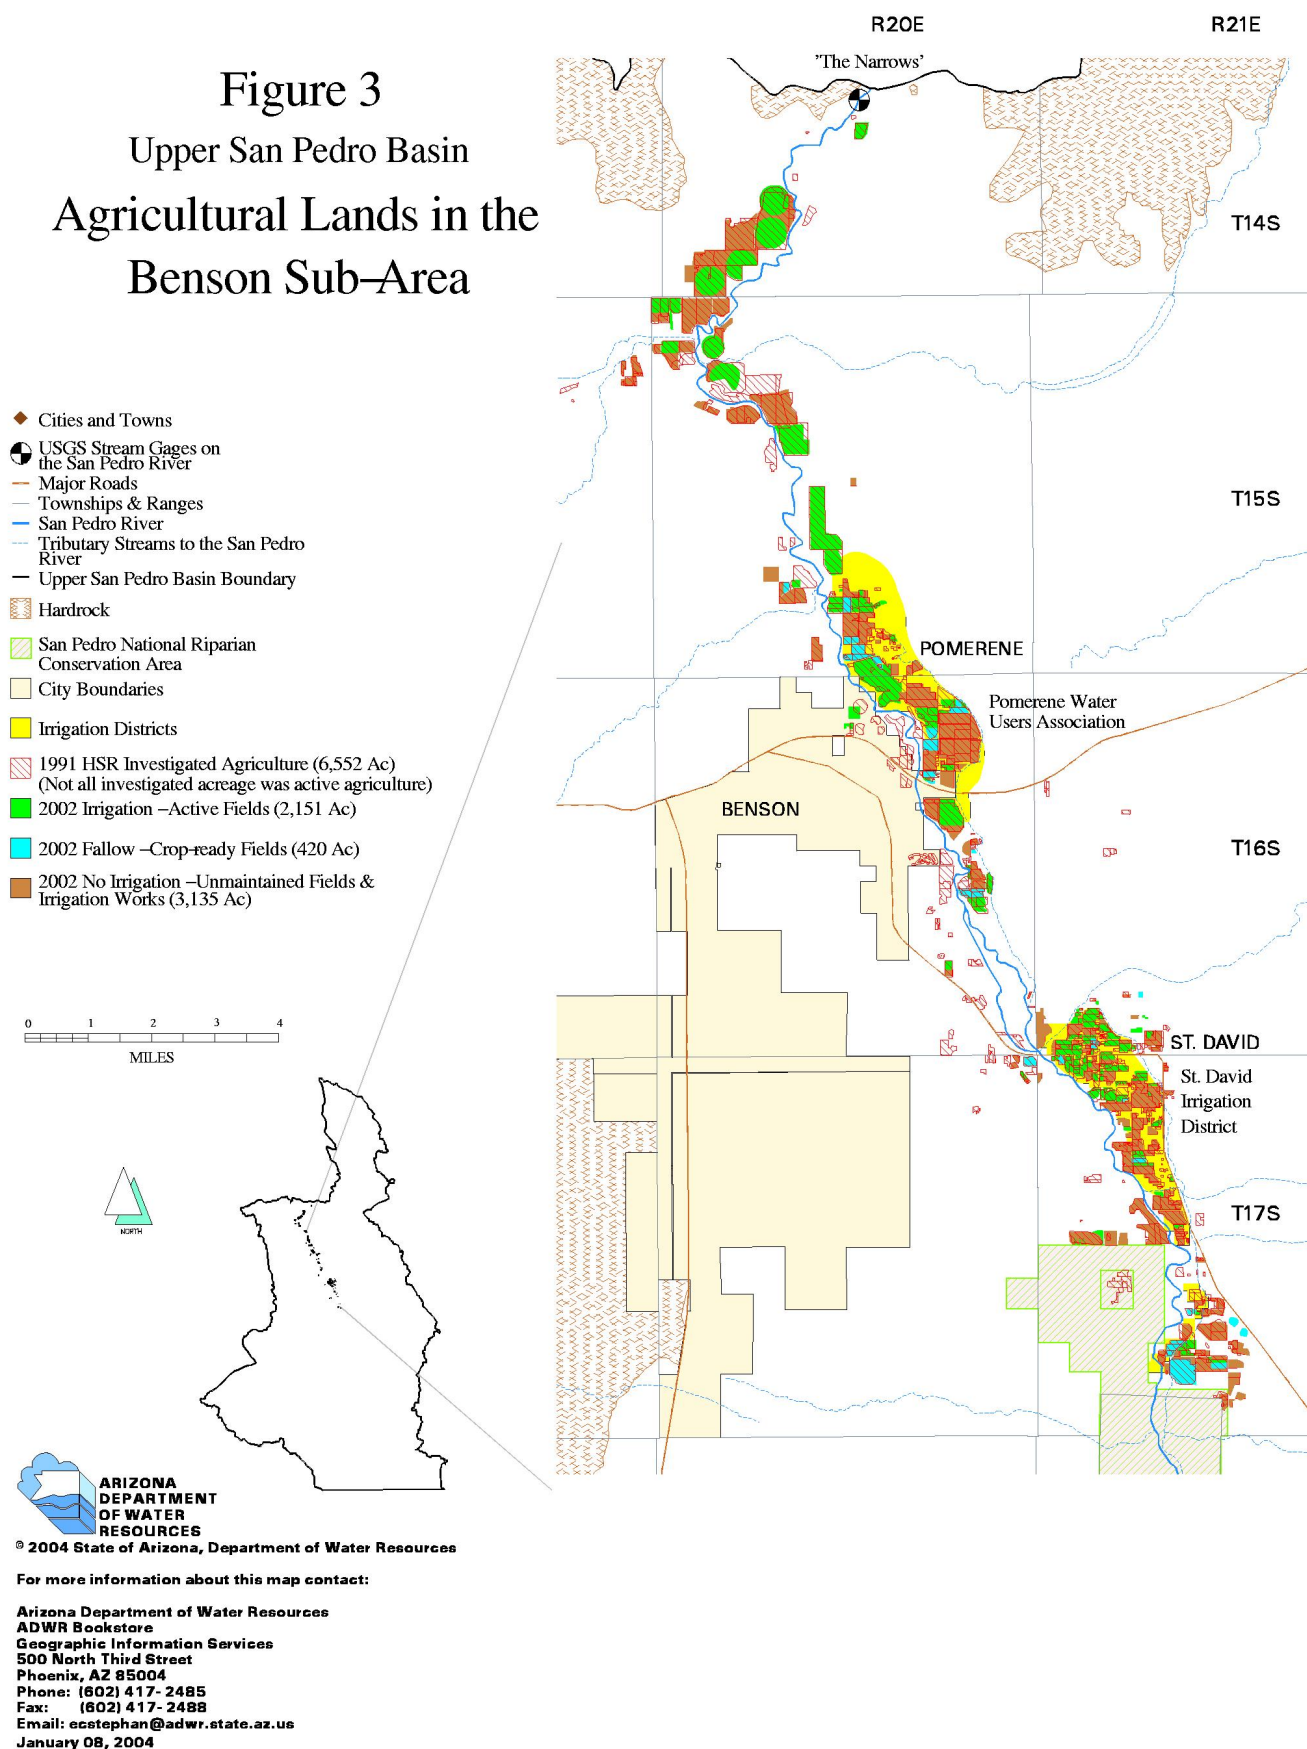 R20E
R21E
Figure 3
Upper San Pedro Basin
Agricultural Lands in the
Benson Sub-Area
'The Narrows'
T14S
T15S
POMERENE
Pomerene Water
Users Association
BENSON
T16S
ST. DAVID
St. David
Irrigation
District
T17S
Cities and Towns
USGS Stream Gages on
the San Pedro River
Major Roads
Townships & Ranges
San Pedro River
Tributary Streams to the San Pedro
River
Upper San Pedro Basin Boundary
Hardrock
San Pedro National Riparian
Conservation Area
City Boundaries
Irrigation Districts
1991 HSR Investigated Agriculture (6,552 Ac)
(Not all investigated acreage was active agriculture)
2002 Irrigation -Active Fields (2,151 Ac)
2002 Fallow -Crop-ready Fields (420 Ac)
2002 No Irrigation -Unmaintained Fields &
Irrigation Works (3,135 Ac)
0 1 2 3 4
MILES
NORTH
ARIZONA
DEPARTMENT
OF WATER
RESOURCES
© 2004 State of Arizona, Department of Water Resources
For more information about this map contact:
Arizona Department of Water Resources
ADWR Bookstore
Geographic Information Services
500 North Third Street
Phoenix, AZ 85004
Phone: (602) 417-2485
Fax: (602) 417-2488
Email: ecstephan@adwr.state.az.us
January 08, 2004